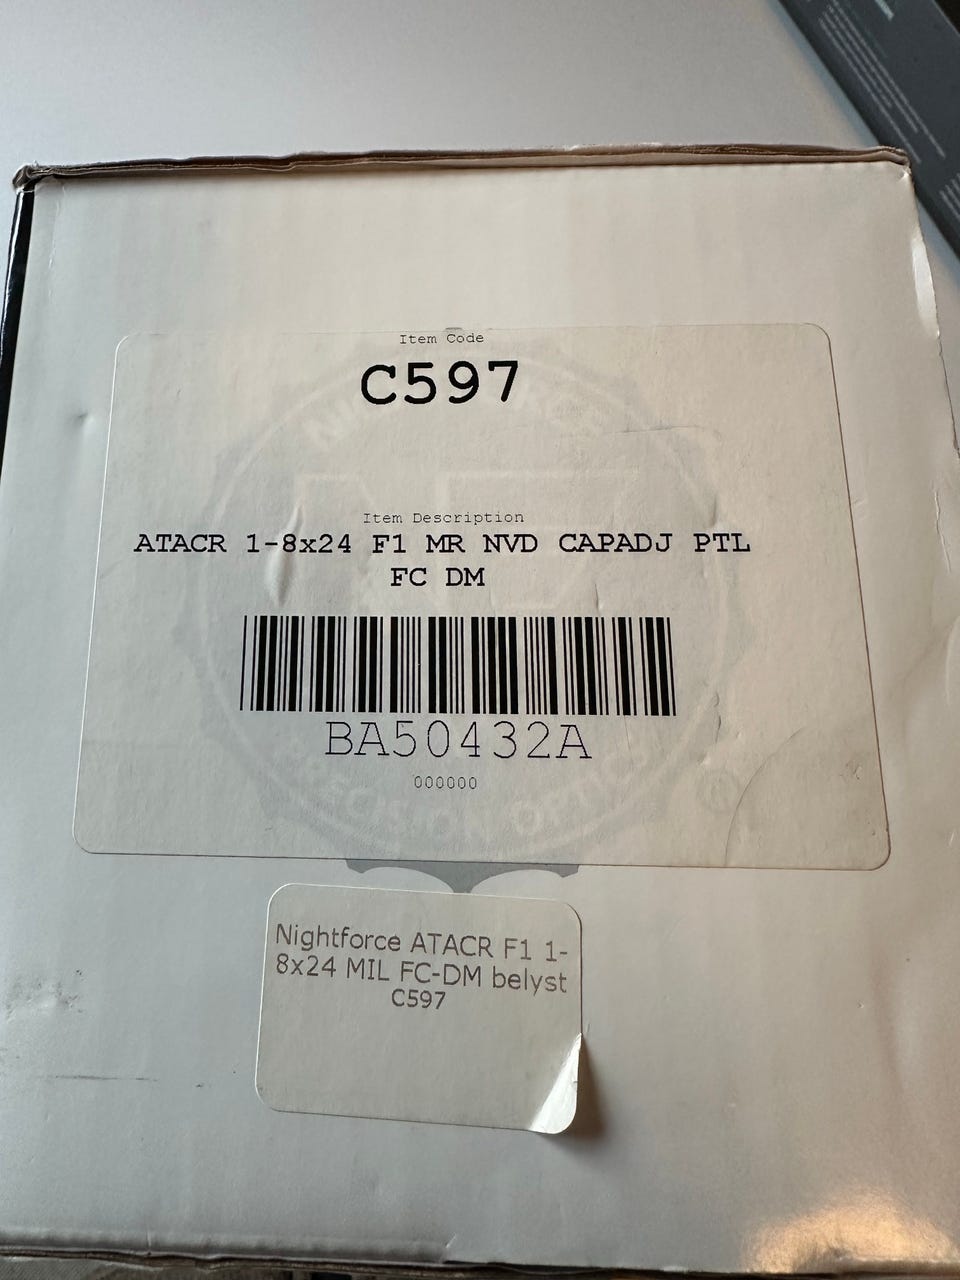 Item Code
C597
Item Description
ATACR 1-8x24 F1 MR NVD CAPADJ PTL
FC DM
BA50432A
000000
Nightforce ATACR F1 1-
8x24 MIL FC-DM belyst
C597